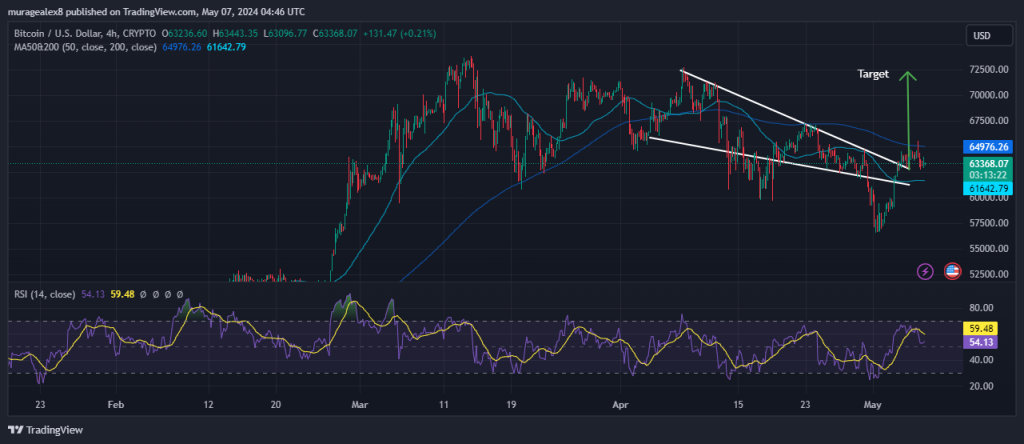 muragealex8 published on TradingView.com, May 07, 2024 04:46 UTC
Bitcoin / U.S. Dollar, 4h, CRYPTO O63236.60 H63443.35 L63096.77 C63368.07 +131.47 (+0.21%)
MA50&200 (50, close, 200, close) 64976.26 61642.79
USD
Target
72500.00
70000.00
67500.00
64976.26
63368.07
03:13:22
61642.79
60000.00
57500.00
55000.00
52500.00
RSI (14, close) 54.13 59.48 Ø Ø Ø Ø
80.00
59.48
54.13
40.00
20.00
23 Feb 12 20 Mar 11 19 Apr 15 23 May
TradingView